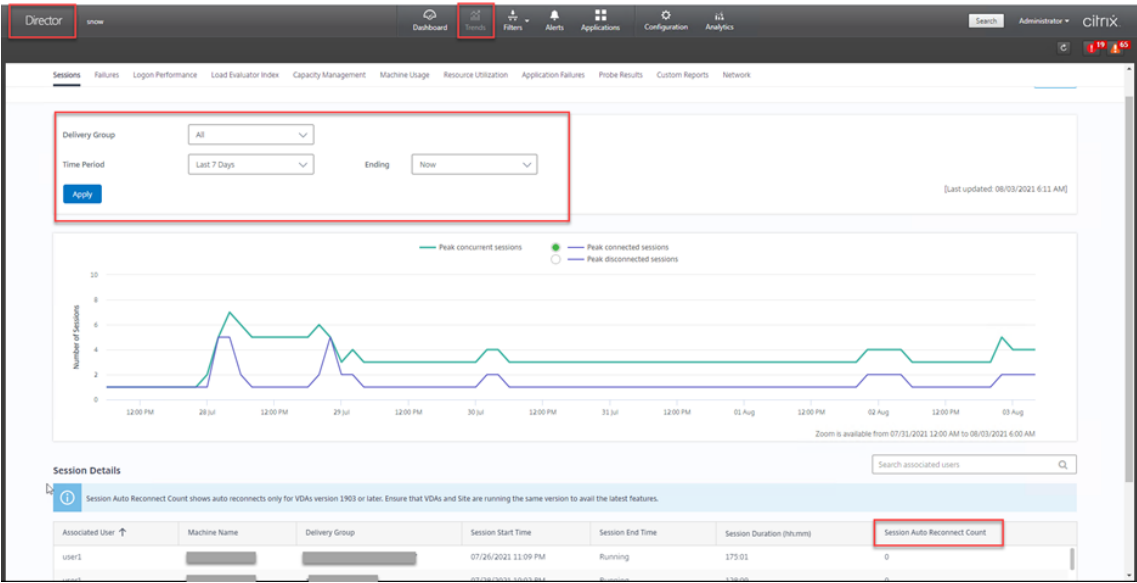 Director snow Dashboard Trends Filters Alerts Applications Configuration Analytics Search Administrator citrix
19 65
Sessions Failures Logon Performance Load Evaluator Index Capacity Management Machine Usage Resource Utilization Application Failures Probe Results Custom Reports Network
Delivery Group All
Time Period Last 7 Days Ending Now
Apply
[Last updated: 08/03/2021 6:11 AM]
Peak concurrent sessions Peak connected sessions
Peak disconnected sessions
Number of Sessions
10
8
6
4
2
0
12:00 PM 28 Jul 12:00 PM 29 Jul 12:00 PM 30 Jul 12:00 PM 31 Jul 12:00 PM 01 Aug 12:00 PM 02 Aug 12:00 PM 03 Aug
Zoom is available from 07/31/2021 12:00 AM to 08/03/2021 6:00 AM
Session Details Search associated users
Session Auto Reconnect Count shows auto reconnects only for VDAs version 1903 or later. Ensure that VDAs and Site are running the same version to avail the latest features.
Associated User Machine Name Delivery Group Session Start Time Session End Time Session Duration (hh:mm) Session Auto Reconnect Count
user1 07/26/2021 11:09 PM Running 175:01 0